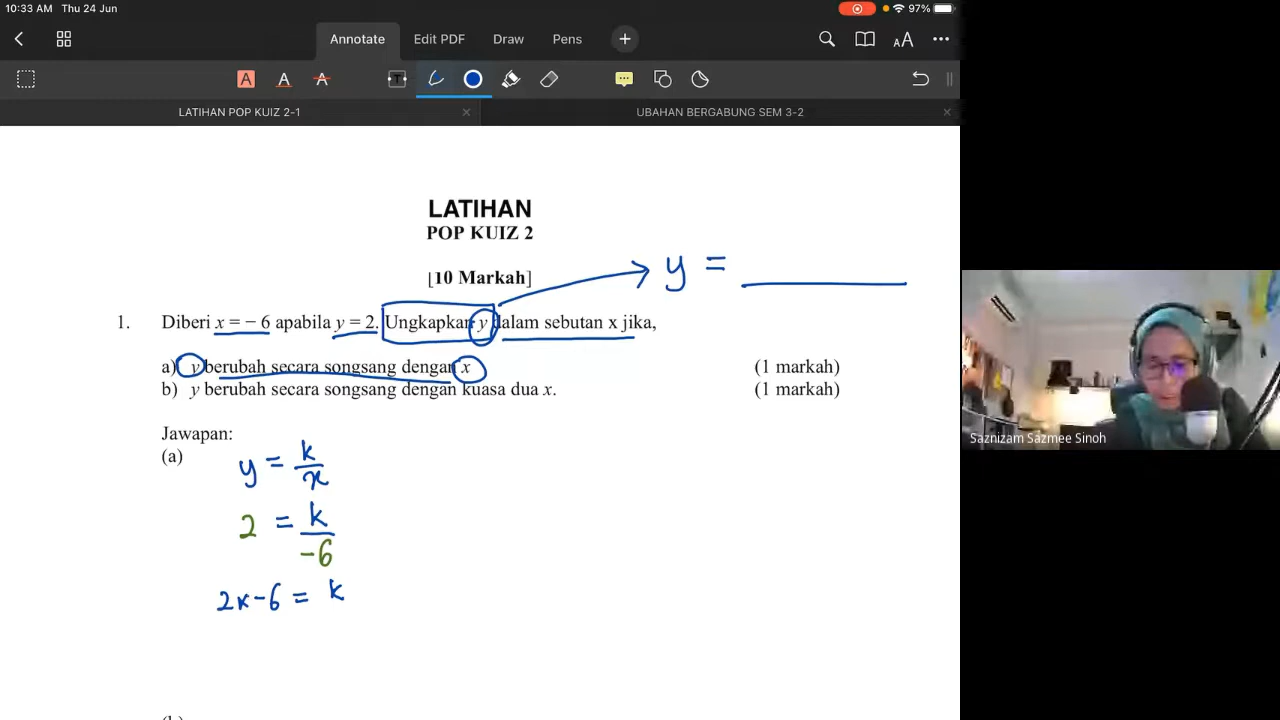 10:33 AM Thu 24 Jun
97%
Annotate Edit PDF Draw Pens
AA
A A A T
LATIHAN POP KUIZ 2-1
UBAHAN BERGABUNG SEM 3-2
LATIHAN
POP KUIZ 2
[10 Markah]
y =
1. Diberi x = − 6 apabila y = 2. Ungkapkan y dalam sebutan x jika,
a) y berubah secara songsang dengan x (1 markah)
b) y berubah secara songsang dengan kuasa dua x. (1 markah)
Jawapan:
(a)
y = k/x
2 = k/-6
2x-6 = k
Saznizam Sazmee Sinoh